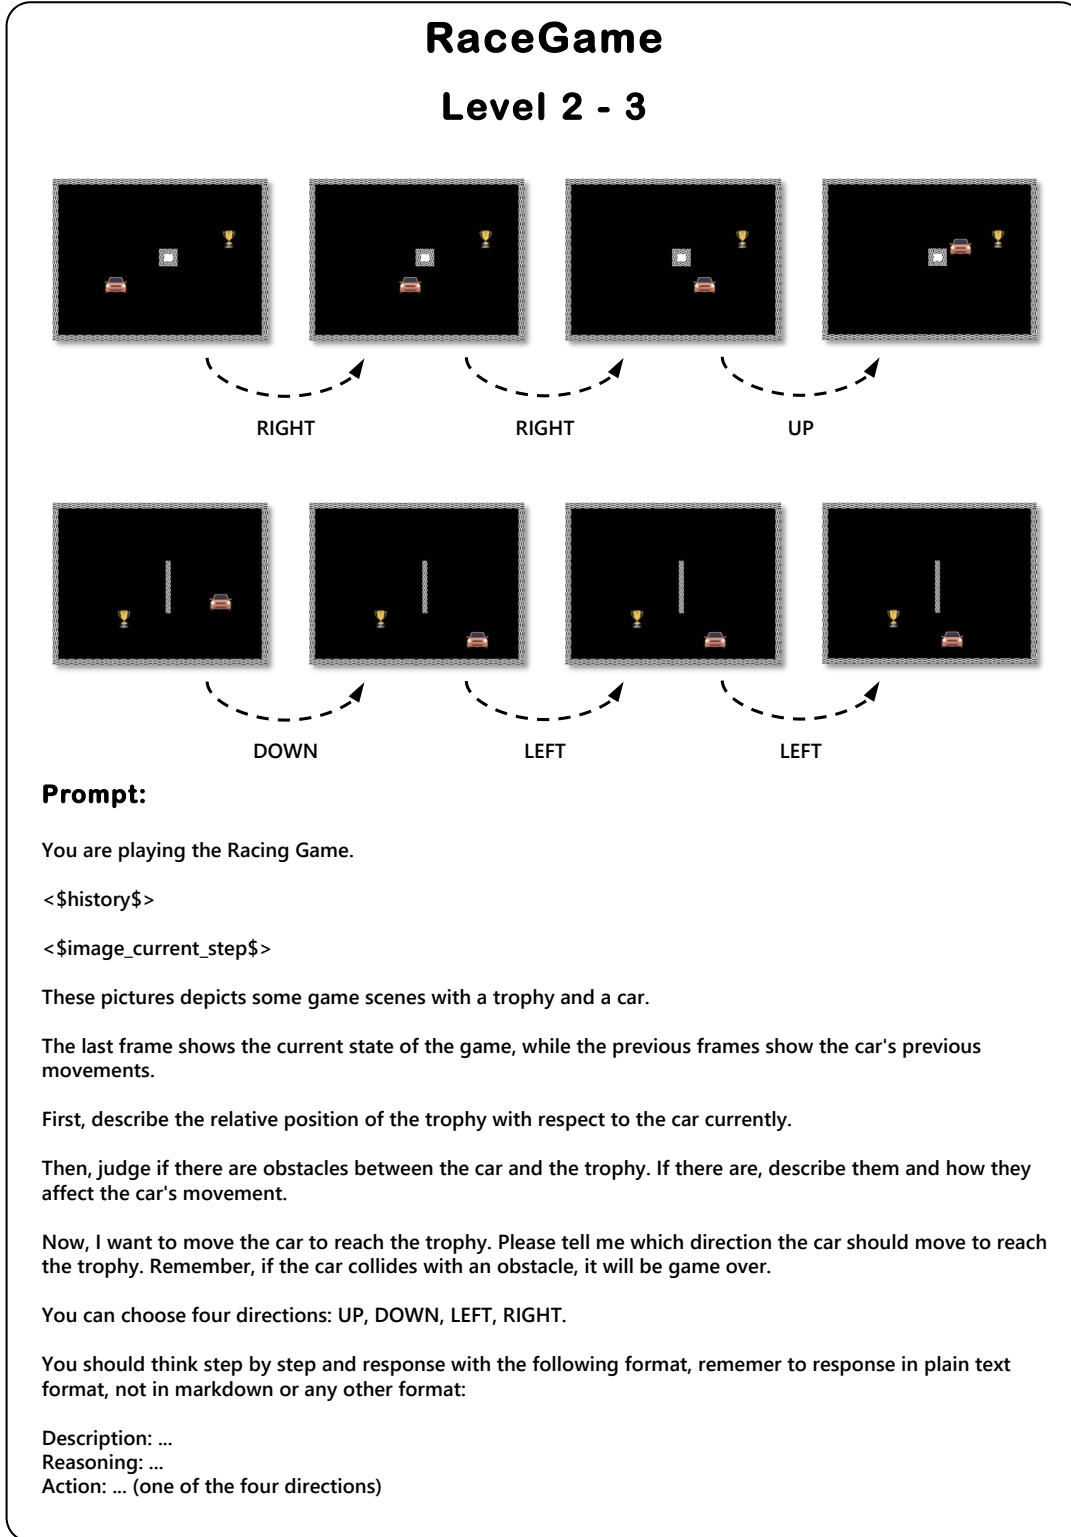 RaceGame
Level 2 - 3
RIGHT
RIGHT
UP
DOWN
LEFT
LEFT
Prompt:
You are playing the Racing Game.
<$history$>
<$image_current_step$>
These pictures depicts some game scenes with a trophy and a car.
The last frame shows the current state of the game, while the previous frames show the car's previous
movements.
First, describe the relative position of the trophy with respect to the car currently.
Then, judge if there are obstacles between the car and the trophy. If there are, describe them and how they
affect the car's movement.
Now, I want to move the car to reach the trophy. Please tell me which direction the car should move to reach
the trophy. Remember, if the car collides with an obstacle, it will be game over.
You can choose four directions: UP, DOWN, LEFT, RIGHT.
You should think step by step and response with the following format, rememer to response in plain text
format, not in markdown or any other format:
Description: ...
Reasoning: ...
Action: ... (one of the four directions)